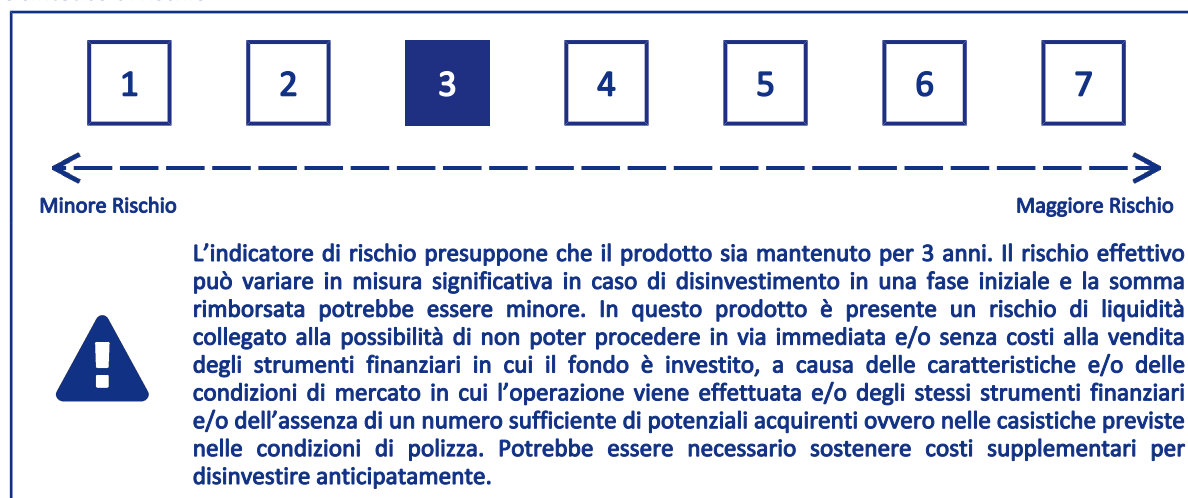 1 2 3 4 5 6 7
Minore Rischio Maggiore Rischio
L'indicatore di rischio presuppone che il prodotto sia mantenuto per 3 anni. Il rischio effettivo
può variare in misura significativa in caso di disinvestimento in una fase iniziale e la somma
rimborsata potrebbe essere minore. In questo prodotto è presente un rischio di liquidità
collegato alla possibilità di non poter procedere in via immediata e/o senza costi alla vendita
degli strumenti finanziari in cui il fondo è investito, a causa delle caratteristiche e/o delle
condizioni di mercato in cui l'operazione viene effettuata e/o degli stessi strumenti finanziari
e/o dell'assenza di un numero sufficiente di potenziali acquirenti ovvero nelle casistiche previste
nelle condizioni di polizza. Potrebbe essere necessario sostenere costi supplementari per
disinvestire anticipatamente.